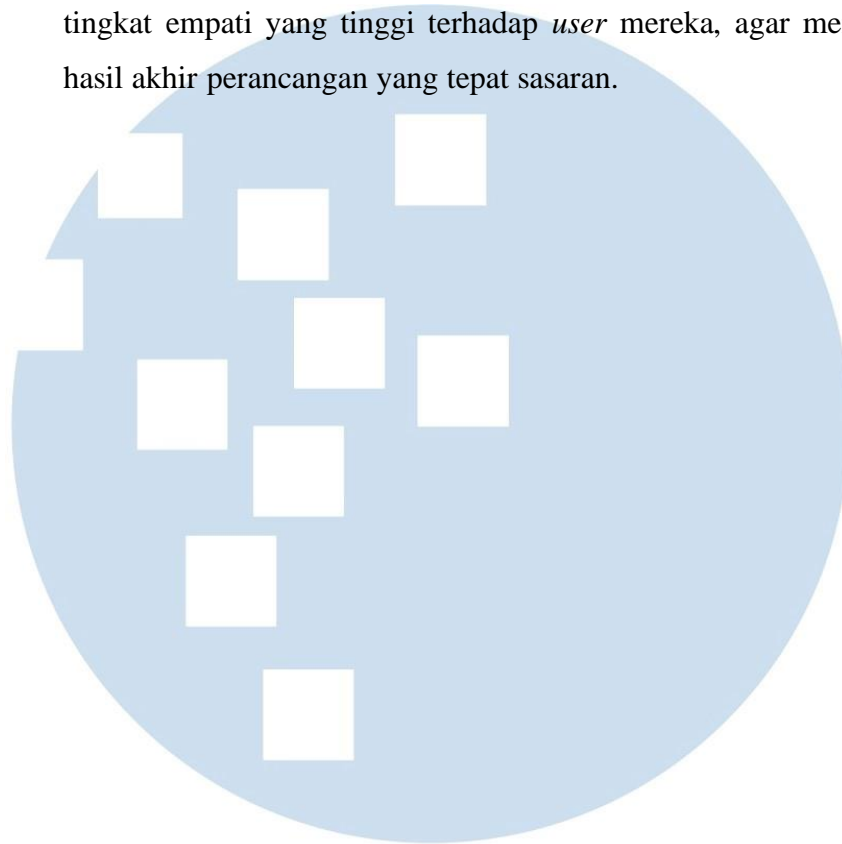 tingkat empati yang tinggi terhadap user mereka, agar me
hasil akhir perancangan yang tepat sasaran.